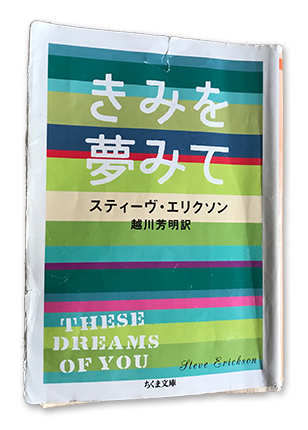 きみを
夢みて
スティーヴ・エリクソン
越川芳明訳
THESE
DREAMS
OF YOU
Steve Erickson
ちくま文庫